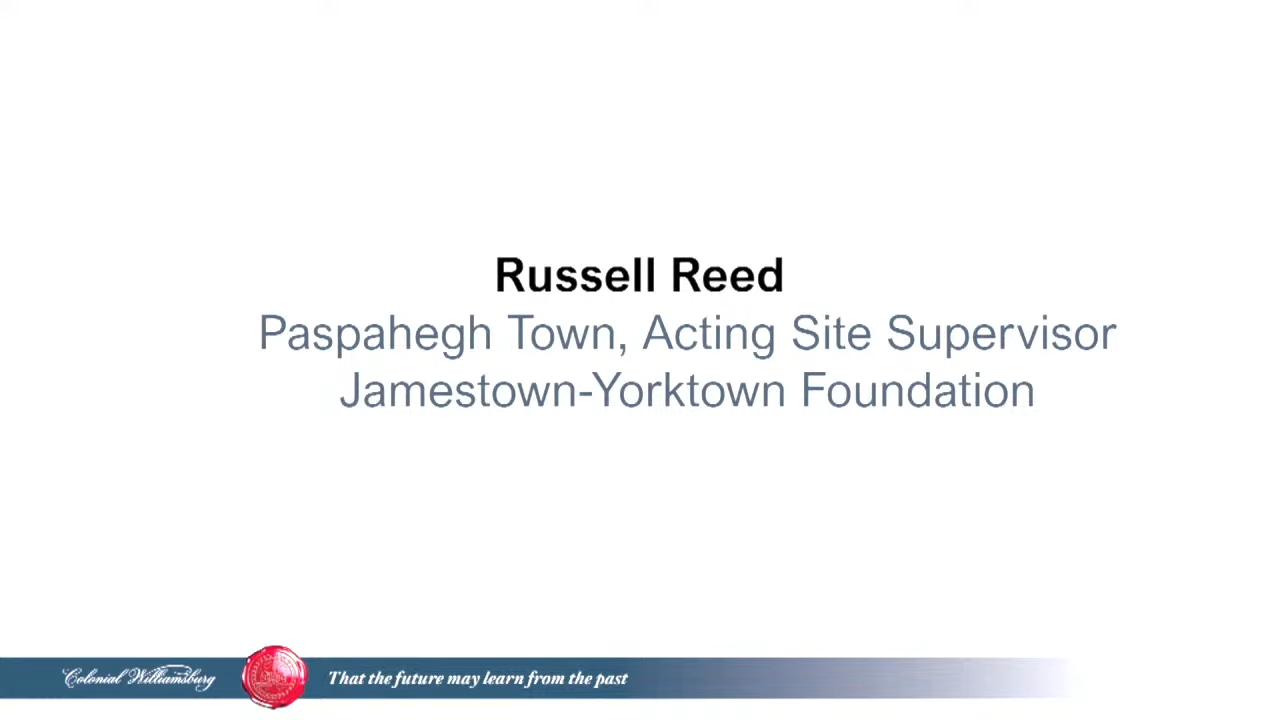 Russell Reed
Paspahegh Town, Acting Site Supervisor
Jamestown-Yorktown Foundation
Colonial Williamsburg
That the future may learn from the past